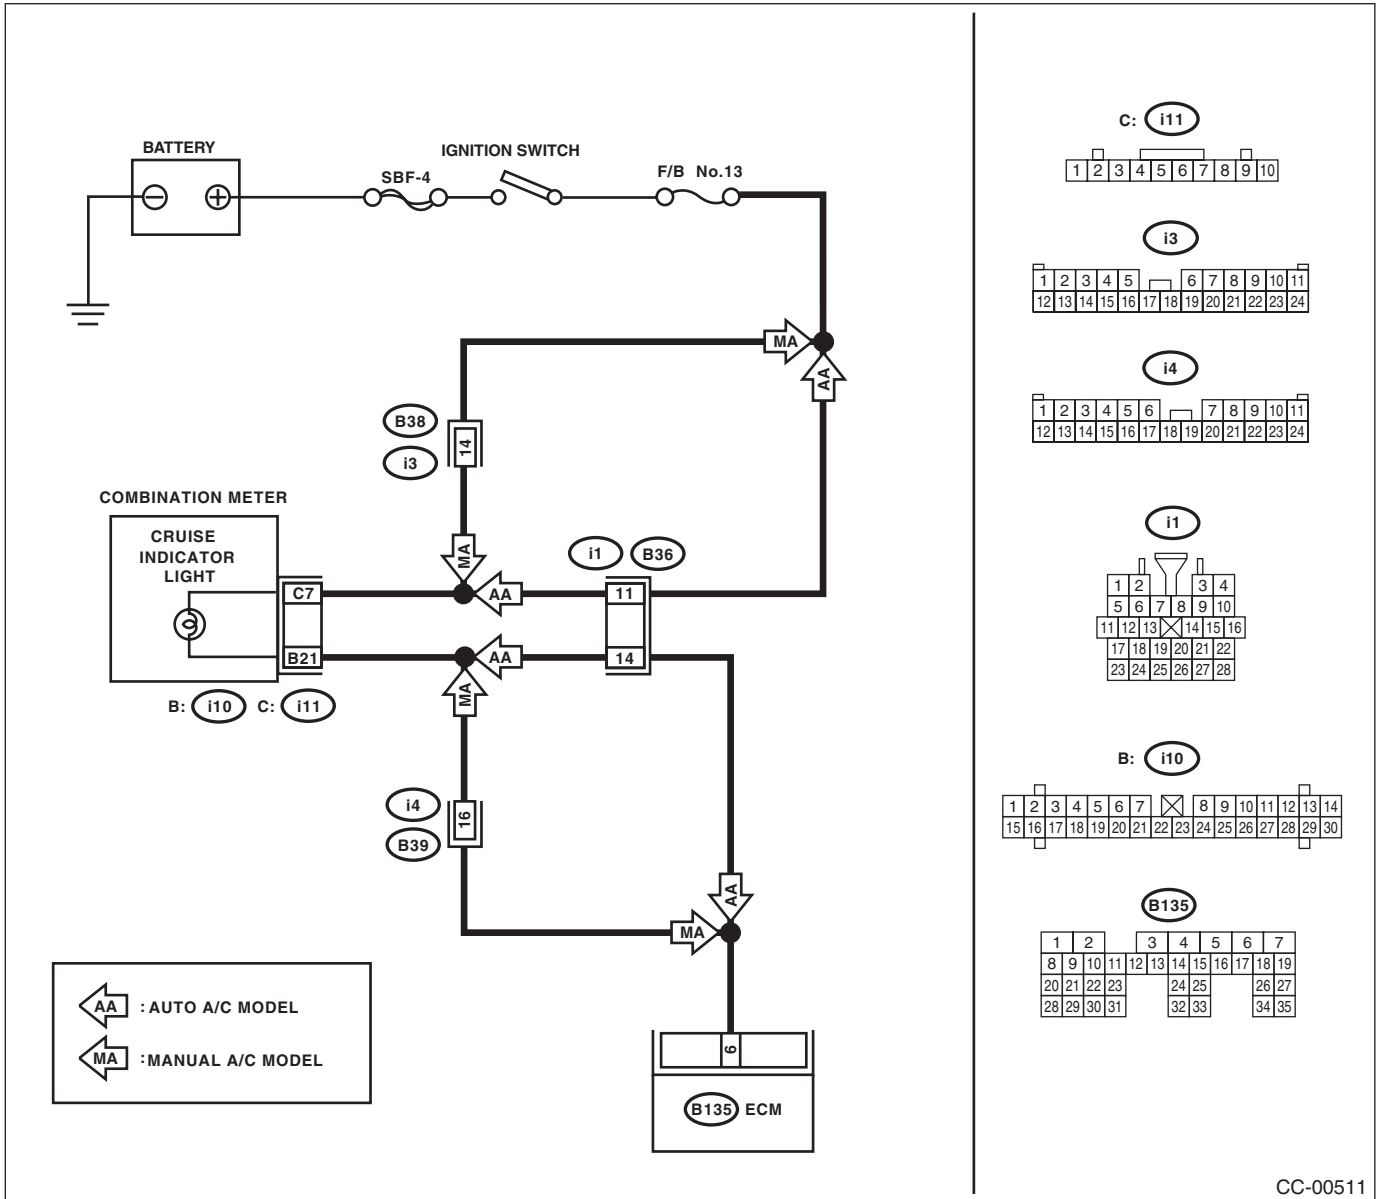 BATTERY
IGNITION SWITCH
SBF-4
F/B No.13
MA
AA
B38
i3
14
MA
COMBINATION METER
CRUISE
INDICATOR
LIGHT
i1 B36
C7
AA
11
B21
AA
14
MA
B: i10 C: i11
i4
B39
16
AA
MA
AA : AUTO A/C MODEL
MA : MANUAL A/C MODEL
6
B135 ECM
C: i11
1 2 3 4 5 6 7 8 9 10
i3
1 2 3 4 5 6 7 8 9 10 11
12 13 14 15 16 17 18 19 20 21 22 23 24
i4
1 2 3 4 5 6 7 8 9 10 11
12 13 14 15 16 17 18 19 20 21 22 23 24
i1
1 2 3 4
5 6 7 8 9 10
11 12 13 14 15 16
17 18 19 20 21 22
23 24 25 26 27 28
B: i10
1 2 3 4 5 6 7 8 9 10 11 12 13 14
15 16 17 18 19 20 21 22 23 24 25 26 27 28 29 30
B135
1 2 3 4 5 6 7
8 9 10 11 12 13 14 15 16 17 18 19
20 21 22 23 24 25 26 27
28 29 30 31 32 33 34 35
CC-00511